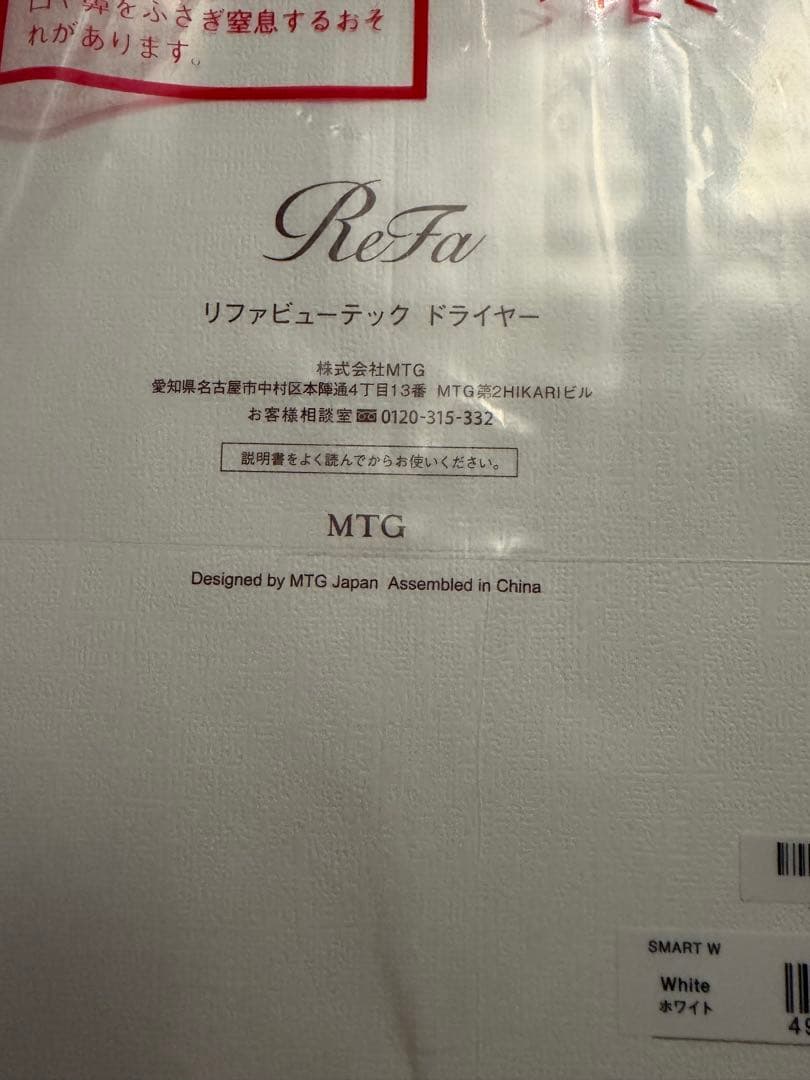 をふさぎ窒息するおそ
れがあります。
ReFa
リファビューテック ドライヤー
株式会社MTG
愛知県名古屋市中村区本陣通4丁目13番 MTG第2HIKARIビル
お客様相談室 0120-315-332
説明書をよく読んでからお使いください。
MTG
Designed by MTG Japan Assembled in China
SMART W
White
ホワイト
49